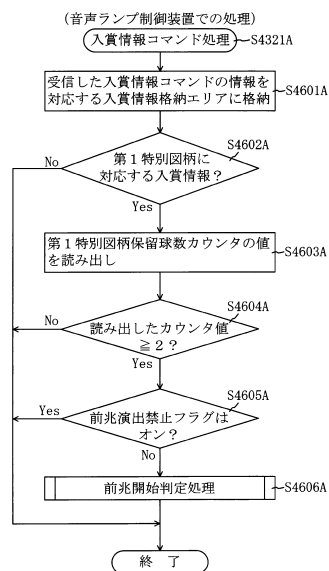 （音声ランプ制御装置での処理）
入賞情報コマンド処理
S4321A
受信した入賞情報コマンドの情報を
対応する入賞情報格納エリアに格納
S4601A
S4602A
No
第１特別図柄に
対応する入賞情報？
Yes
第１特別図柄保留球数カウンタの値
を読み出し
S4603A
S4604A
No
読み出したカウンタ値
≧２？
Yes
S4605A
Yes
前兆演出禁止フラグは
オン？
No
前兆開始判定処理
S4606A
終 了